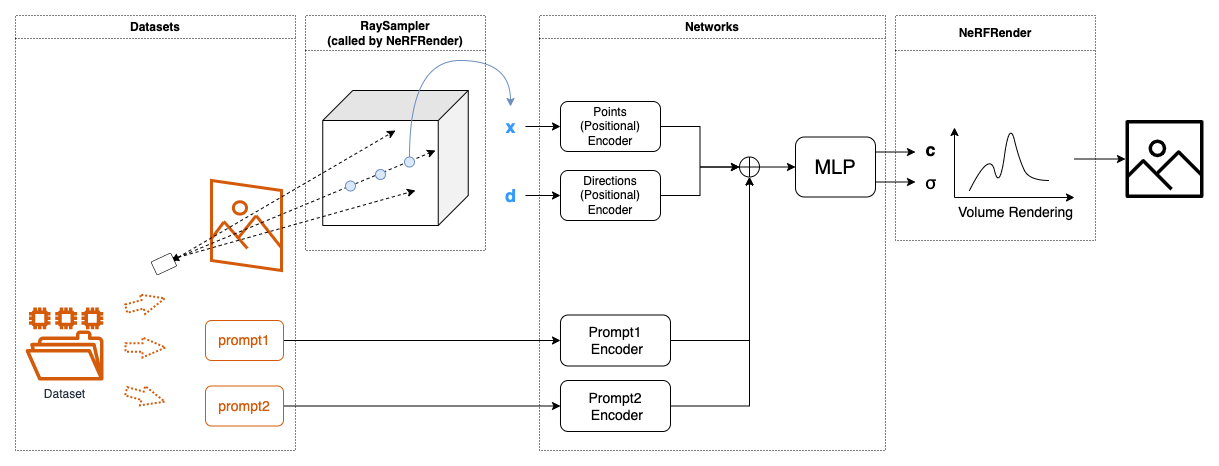 Datasets
RaySampler
(called by NeRFRender)
Networks
NeRFRender
x
Points
(Positional)
Encoder
d
Directions
(Positional)
Encoder
MLP
c
σ
Volume Rendering
Dataset
prompt1
prompt2
Prompt1
Encoder
Prompt2
Encoder